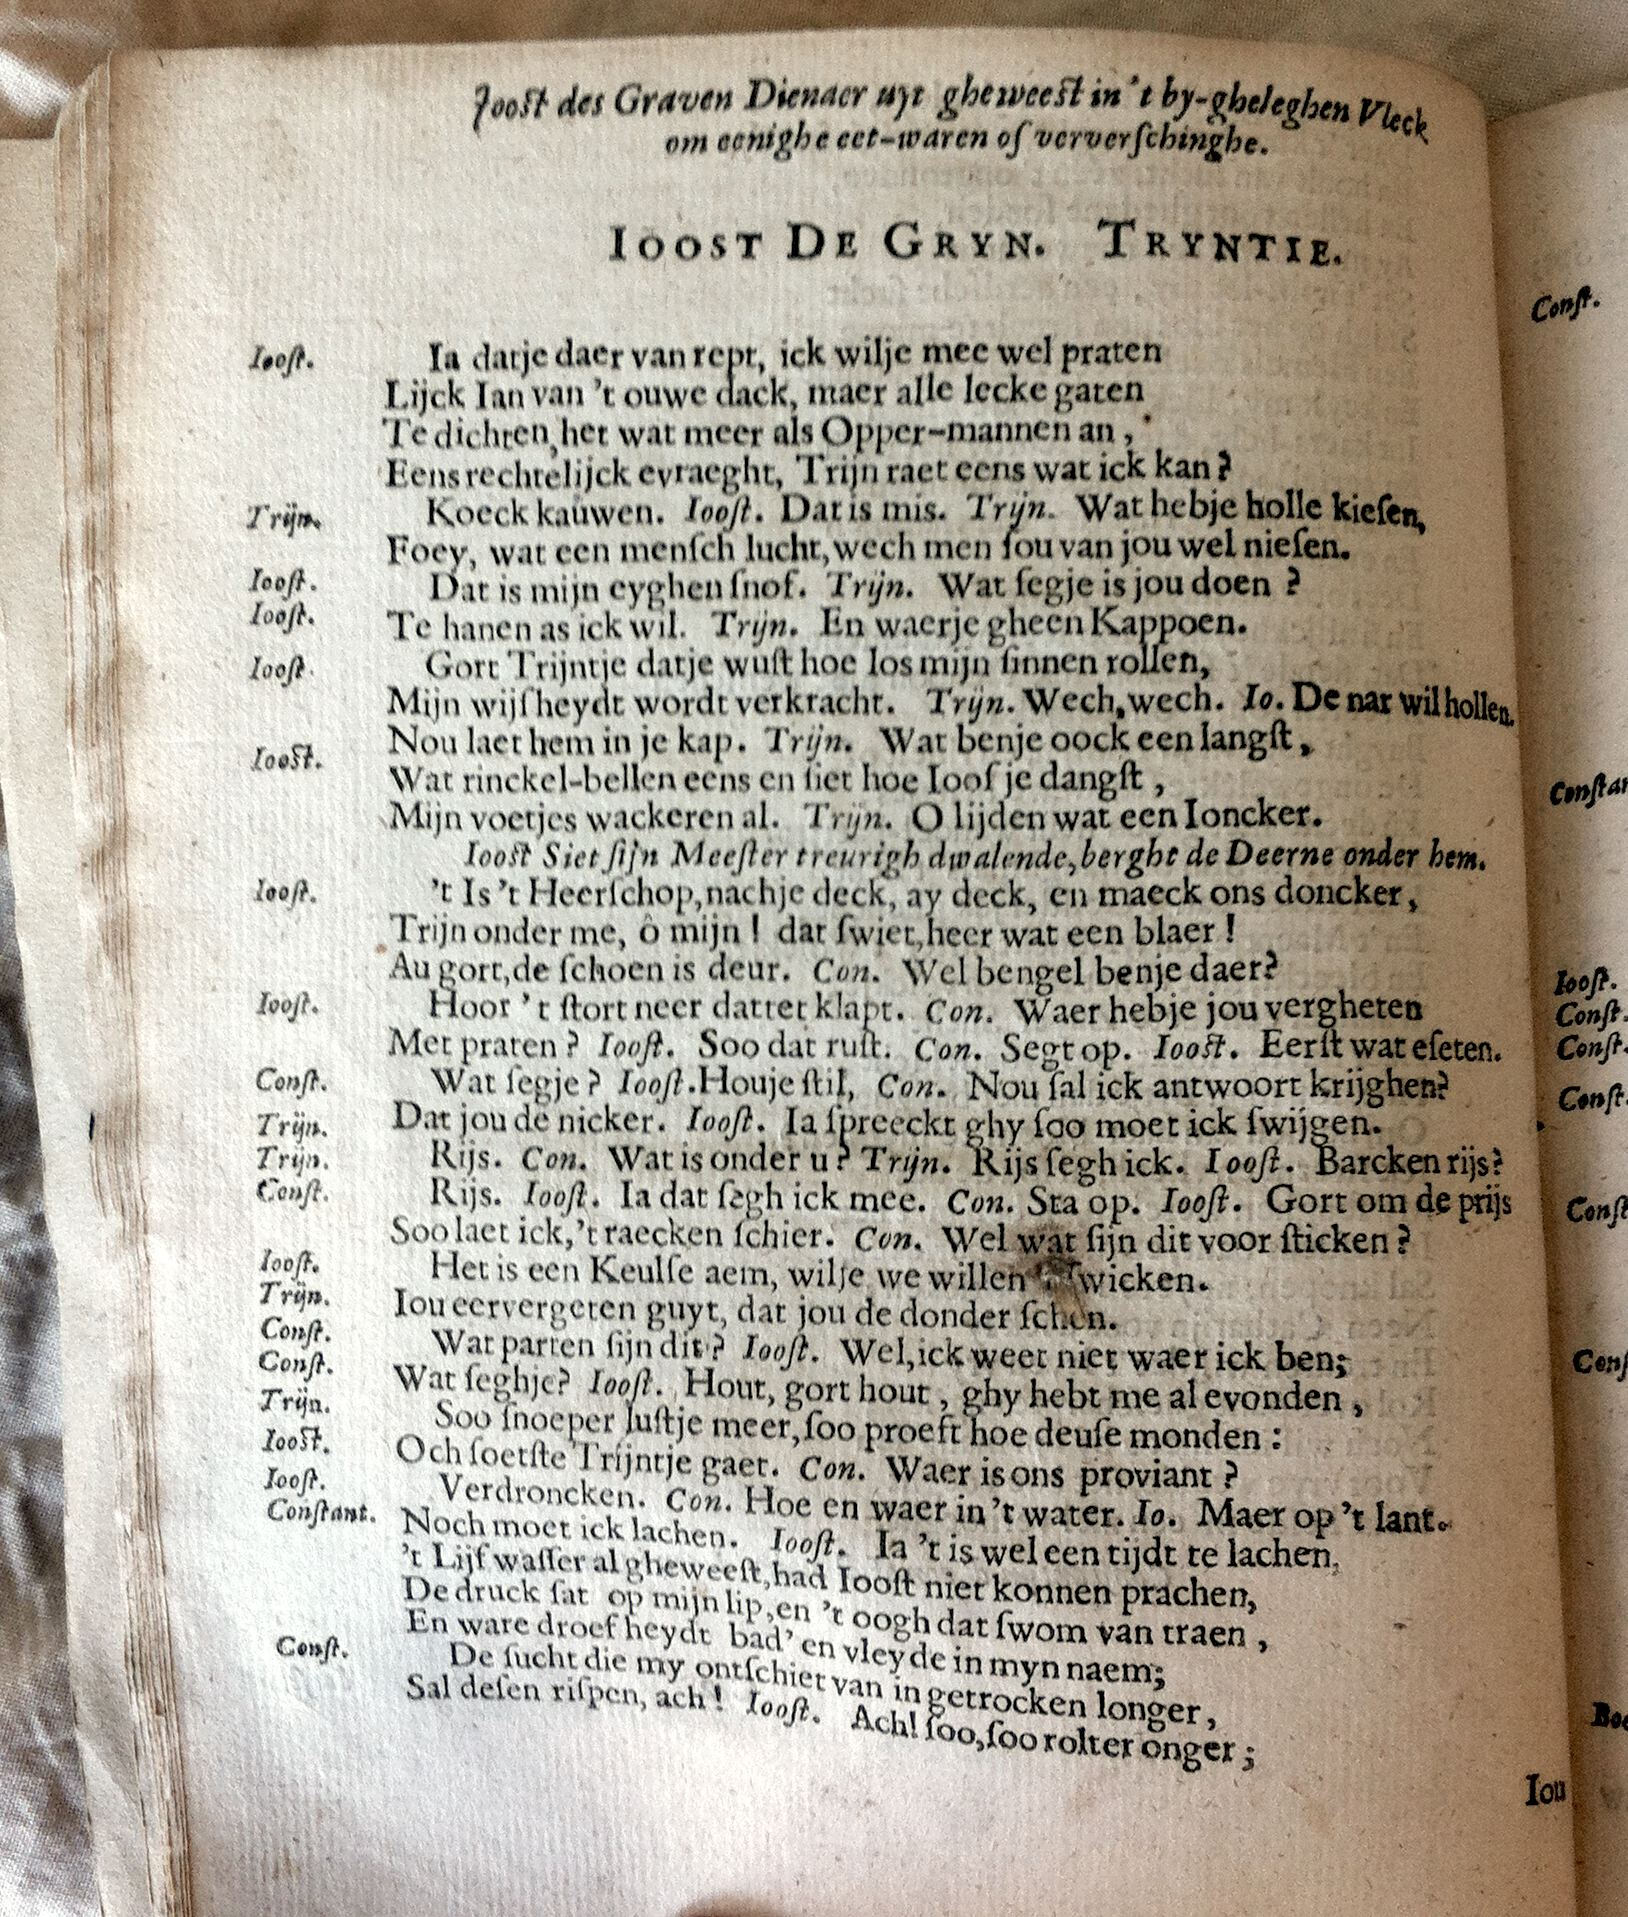 Joost des Graven Dienaer uyt gheweest in 't by-gheleghen Vleck
om eenighe eet-waren of ververſchinghe.
IOOST DE GRYN. TRYNTIE.
Iooſt. Ia datje daer van rept, ick wilje mee wel praten
Lijck Ian van 't ouwe dack, maer alle lecke gaten
Te dichten, het wat meer als Opper-mannen an,
Eens rechtelijck evraeght, Trijn raet eens wat ick kan?
Trijn. Koeck kauwen. Iooſt. Dat is mis. Trijn. Wat hebje holle kieſen,
Foey, wat een menſch lucht, wech men ſou van jou wel nieſen.
Iooſt. Dat is mijn eyghen ſnof. Trijn. Wat ſegje is jou doen?
Iooſt. Te hanen as ick wil. Trijn. En waerje gheen Kappoen.
Iooſt. Gort Trijntje datje wuſt hoe los mijn ſinnen rollen,
Mijn wijſheydt wordt verkracht. Trijn. Wech, wech. Io. De nar wil hollen.
Nou laet hem in je kap. Trijn. Wat benje oock een langſt,
Iooſt. Wat rinckel-bellen eens en ſiet hoe Iooſje dangſt,
Mijn voetjes wackeren al. Trijn. O lijden wat een Ioncker.
Iooſt Siet ſijn Meeſter treurigh dwalende, berght de Deerne onder hem.
Iooſt. 't Is 't Heerſchop, nachje deck, ay deck, en maeck ons doncker,
Trijn onder me, ô mijn! dat ſwiet, heer wat een blaer!
Au gort, de ſchoen is deur. Con. Wel bengel benje daer?
Iooſt. Hoor 't ſtort neer dattet klapt. Con. Waer hebje jou vergheten
Met praten? Iooſt. Soo dat ruſt. Con. Segt op. Iooſt. Eerſt wat eſeten.
Conſt. Wat ſegje? Iooſt. Houje ſtil, Con. Nou ſal ick antwoort krijghen?
Trijn. Dat jou de nicker. Iooſt. Ia ſpreeckt ghy ſoo moet ick ſwijgen.
Trijn. Rijs. Con. Wat is onder u? Trijn. Rijs ſegh ick. Iooſt. Barcken rijs?
Conſt. Rijs. Iooſt. Ia dat ſegh ick mee. Con. Sta op. Iooſt. Gort om de prijs
Soo laet ick, 't raecken ſchier. Con. Wel wat ſijn dit voor ſticken?
Iooſt. Het is een Keulſe aem, wilje we willen wicken.
Trijn. Iou eervergeten guyt, dat jou de donder ſchen.
Conſt. Wat parten ſijn dit? Iooſt. Wel, ick weet niet waer ick ben;
Conſt. Wat ſeghje? Iooſt. Hout, gort hout, ghy hebt me al evonden,
Trijn. Soo ſnoeper luſtje meer, ſoo proeft hoe deuſe monden:
Iooſt. Och ſoetſte Trijntje gaet. Con. Waer is ons proviant?
Iooſt. Verdroncken. Con. Hoe en waer in 't water. Io. Maer op 't lant.
Conſtant. Noch moet ick lachen. Iooſt. Ia 't is wel een tijdt te lachen,
't Lijf waſſer al gheweeſt, had Iooſt niet konnen prachen,
De druck ſat op mijn lip, en 't oogh dat ſwom van traen,
En ware droefheydt bad' en vleyde in myn naem;
Conſt. De ſucht die my ontſchiet van in getrocken longer,
Sal deſen riſpen, ach! Iooſt. Ach! ſoo, ſoo rolter onger;
Conſt.
Conſtan
Iooſt.
Conſt.
Conſt.
Conſt.
Conſt
Conſ
Boe
Iou